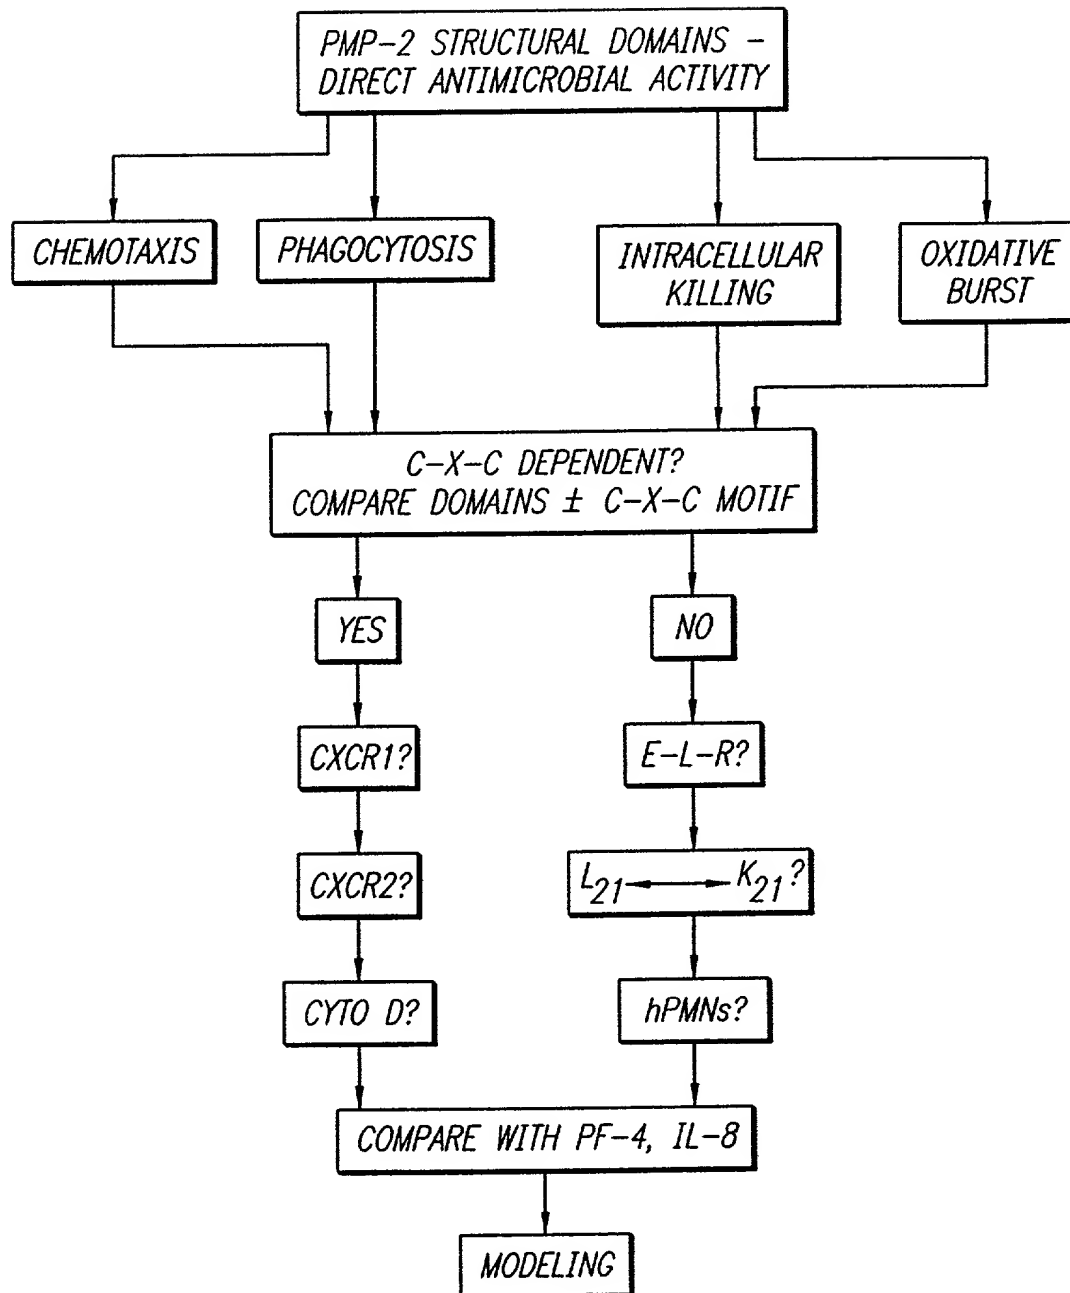 PMP-2 STRUCTURAL DOMAINS -
DIRECT ANTIMICROBIAL ACTIVITY
CHEMOTAXIS
PHAGOCYTOSIS
INTRACELLULAR
KILLING
OXIDATIVE
BURST
C-X-C DEPENDENT?
COMPARE DOMAINS ± C-X-C MOTIF
YES
NO
CXCR1?
E-L-R?
CXCR2?
L21 K21?
CYTO D?
hPMNs?
COMPARE WITH PF-4, IL-8
MODELING